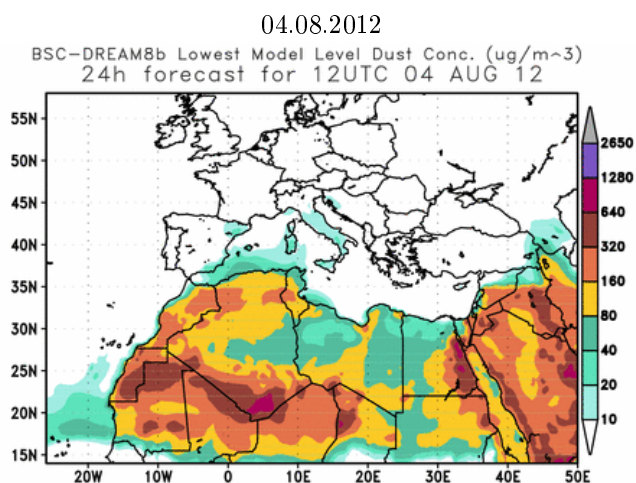 04.08.2012
BSC-DREAM8b Lowest Model Level Dust Conc. (ug/m^3)
24h forecast for 12UTC 04 AUG 12
55N
50N
45N
40N
35N
30N
25N
20N
15N
20W
10W
0
10E
20E
30E
40E
50E
2650
1280
640
320
160
80
40
20
10